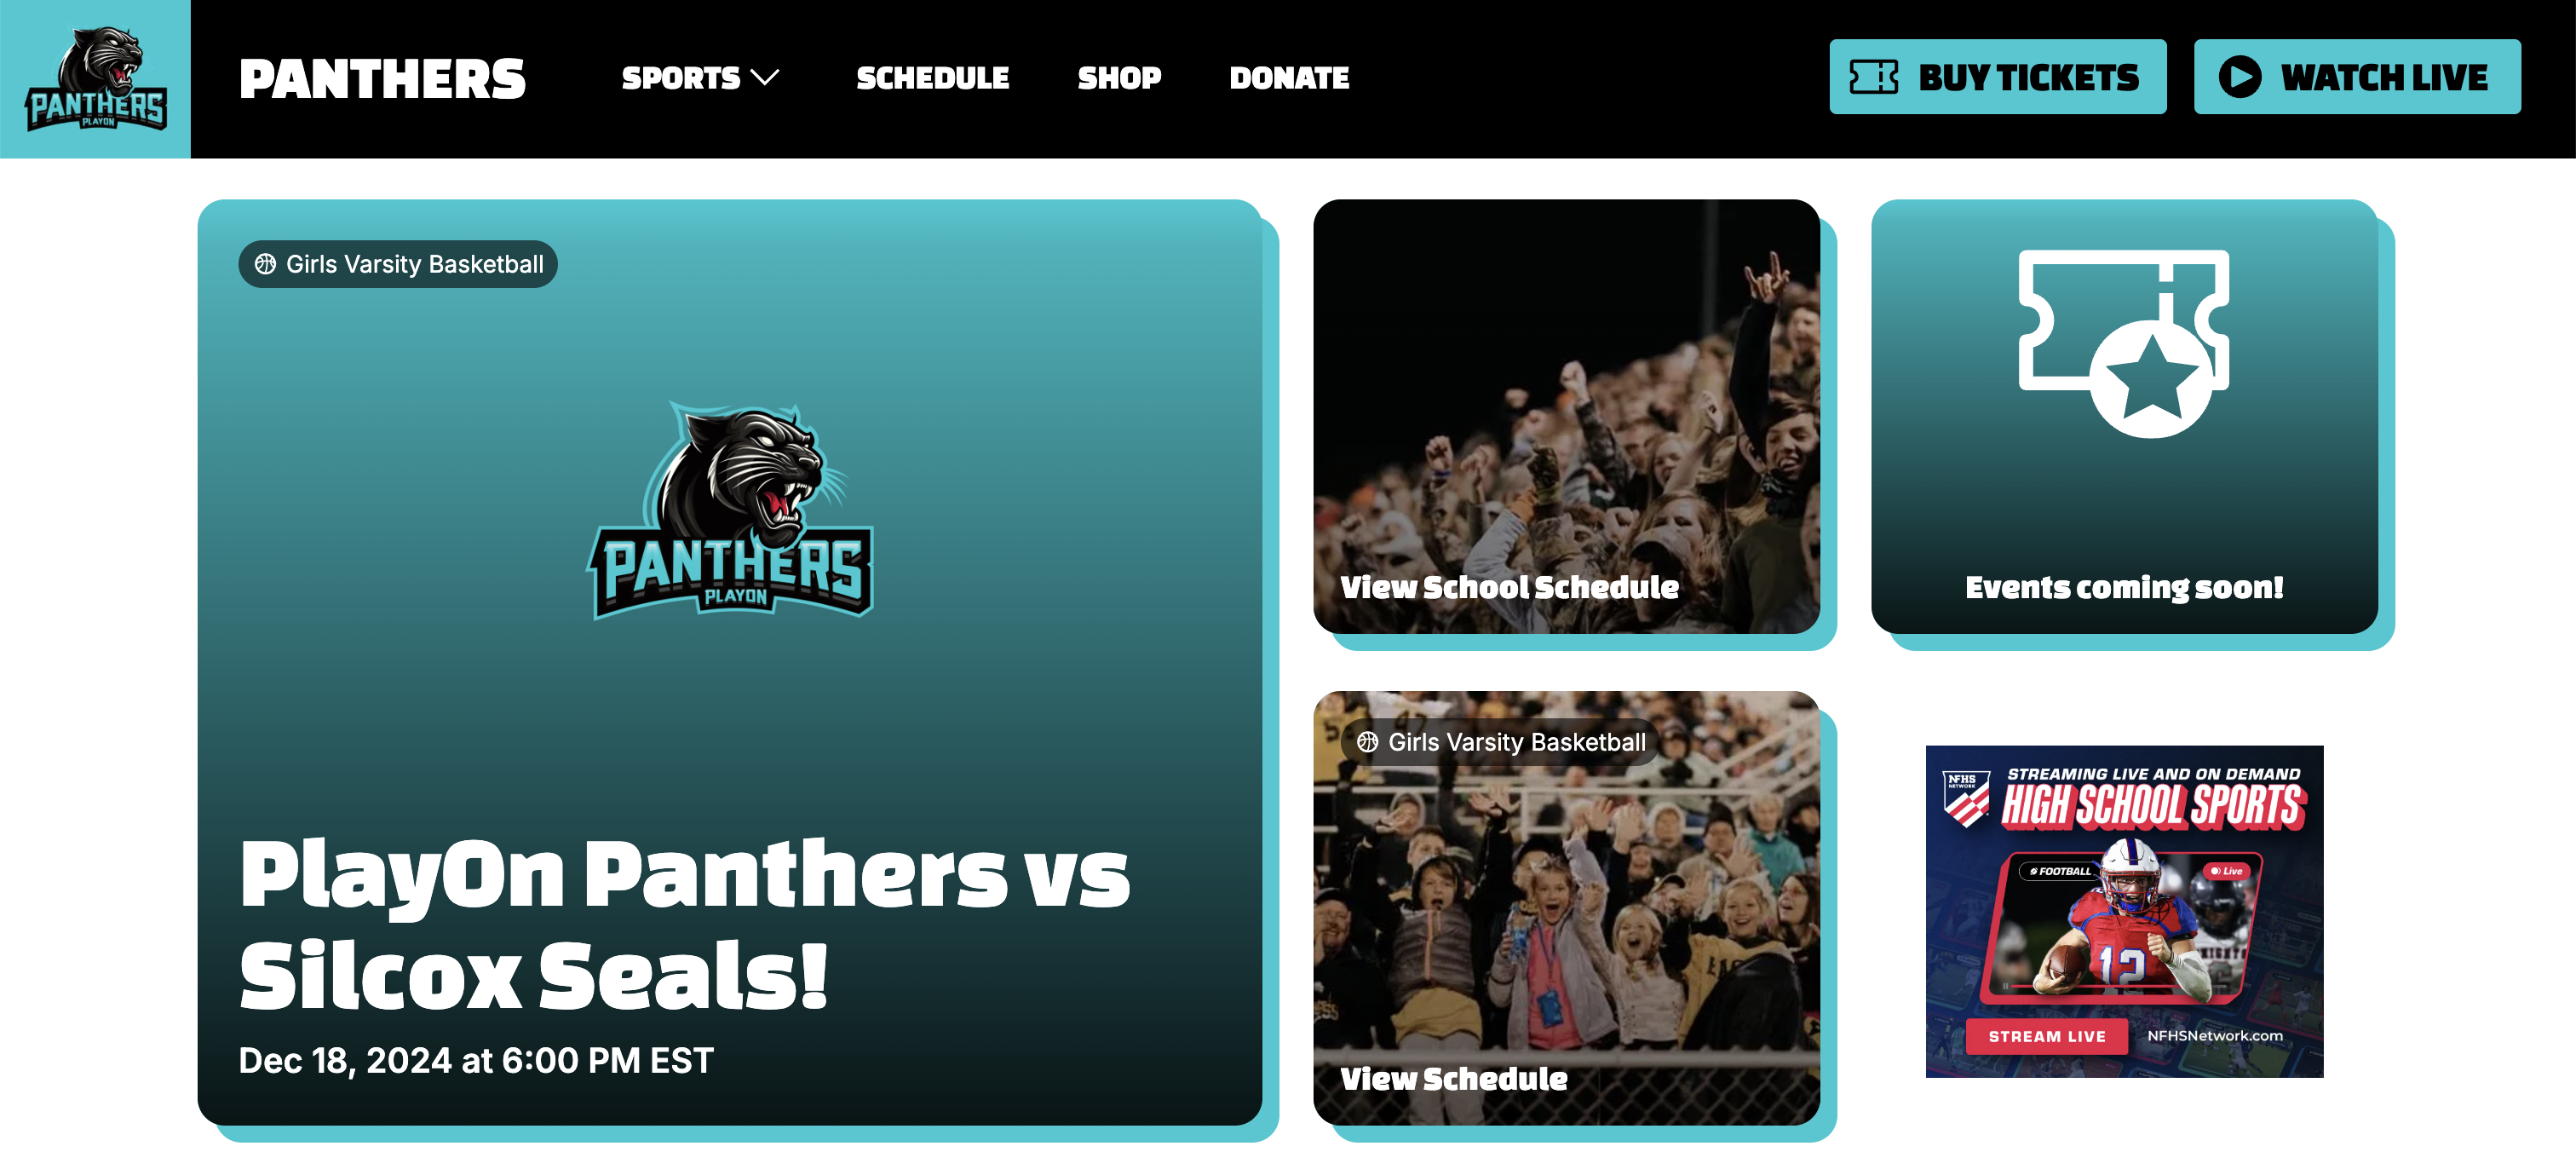 PANTHERS
PLAYON
PANTHERS
SPORTS
SCHEDULE
SHOP
DONATE
BUY TICKETS
WATCH LIVE
Girls Varsity Basketball
PANTHERS
PLAYON
PlayOn Panthers vs
Silcox Seals!
Dec 18, 2024 at 6:00 PM EST
View School Schedule
Events coming soon!
Girls Varsity Basketball
View Schedule
NFHS
NETWORK
STREAMING LIVE AND ON DEMAND
HIGH SCHOOL SPORTS
FOOTBALL
Live
12
STREAM LIVE
NFHSNetwork.com